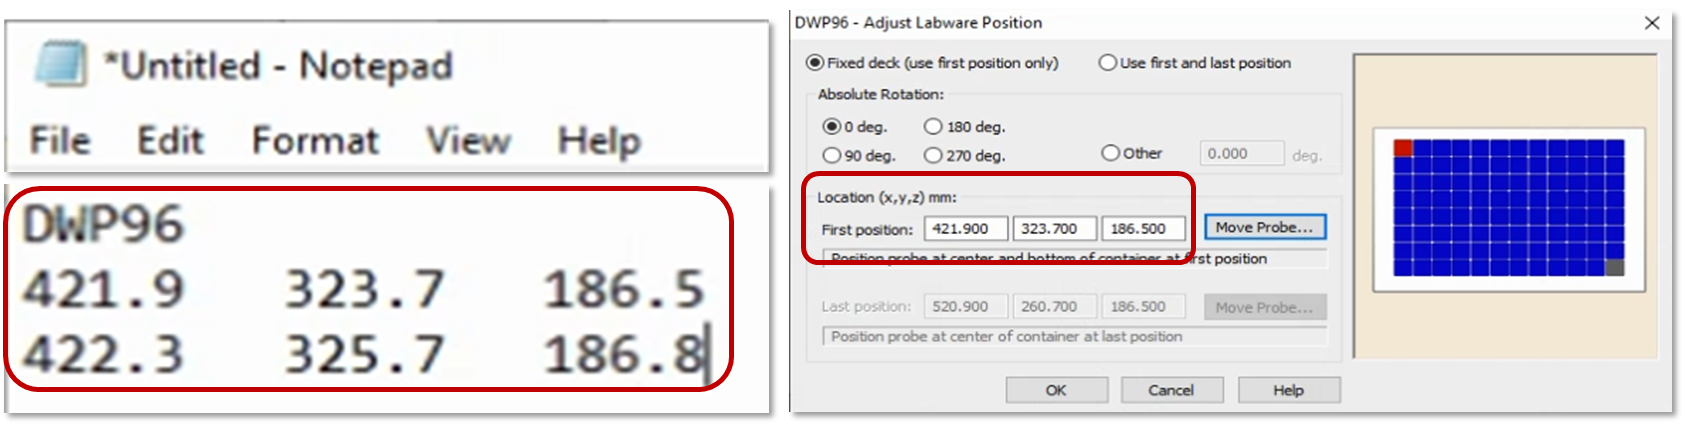 *Untitled - Notepad
File Edit Format View Help
DWP96
421.9 323.7 186.5
422.3 325.7 186.8
DWP96 - Adjust Labware Position
Fixed deck (use first position only) Use first and last position
Absolute Rotation:
0 deg. 180 deg.
90 deg. 270 deg. Other 0.000 deg.
Location (x,y,z) mm:
First position: 421.900 323.700 186.500 Move Probe...
Position probe at center and bottom of container at first position
Last position: 520.900 260.700 186.500 Move Probe...
Position probe at center of container at last position
OK Cancel Help